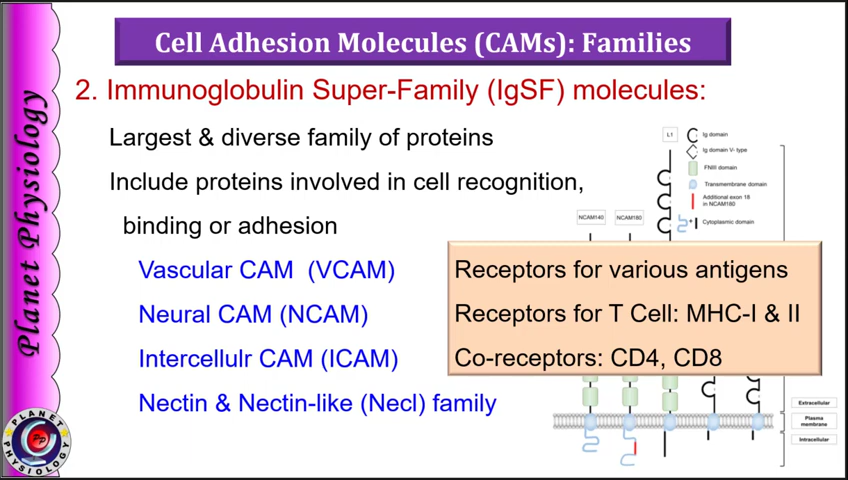 Cell Adhesion Molecules (CAMs): Families
2. Immunoglobulin Super-Family (IgSF) molecules:
Largest & diverse family of proteins
Include proteins involved in cell recognition,
binding or adhesion
Vascular CAM (VCAM)
Neural CAM (NCAM)
Intercellulr CAM (ICAM)
Nectin & Nectin-like (Necl) family
Receptors for various antigens
Receptors for T Cell: MHC-I & II
Co-receptors: CD4, CD8
L1
Ig domain
Ig domain V- type
FNIII domain
Transmembrane domain
Additional exon 18
in NCAM180
Cytoplasmic domain
NCAM140
NCAM180
Extracellular
Plasma
membrane
Intracellular
Planet Physiology
PLANET
PHYSIOLOGY